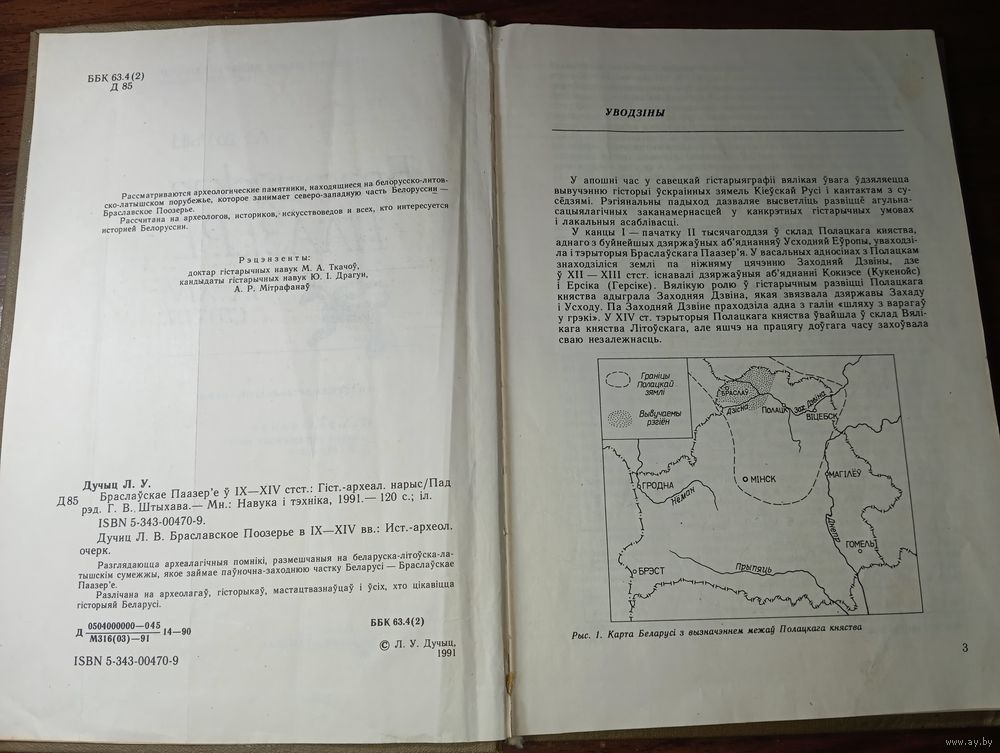 ББК 63.4(2)
Д 85
Рассматриваются археологические памятники, находящиеся на белорусско-литов-
ско-латышском порубежье, которое занимает северо-западную часть Белоруссии —
Браславское Поозерье.
Рассчитана на археологов, историков, искусствоведов и всех, кто интересуется
историей Белоруссии.
Рэцэнзенты:
доктар гістарычных навук М. А. Ткачоў,
кандыдаты гістарычных навук Ю. І. Драгун,
А. Р. Мітрафанаў
Дучыц Л. У.
Д85 Браслаўскае Паазер'е ў IX—XIV стст.: Гіст.-археал. нарыс/Пад
рэд. Г. В. Штыхава.— Мн.: Навука і тэхніка, 1991.— 120 с.; іл.
ISBN 5-343-00470-9.
Дучиц Л. В. Браславское Поозерье в IX—XIV вв.: Ист.-археол.
очерк.
Разглядаюцца археалагічныя помнікі, размешчаныя на беларуска-літоўска-ла-
тышскім сумежжы, якое займае паўночна-заходнюю частку Беларусі — Браслаўскае
Паазер'е.
Разлічана на археолагаў, гісторыкаў, мастацтвазнаўцаў і ўсіх, хто цікавіцца
гісторыяй Беларусі.
Д 0504000000—045 14—90
М316(03)—91
ББК 63.4(2)
ISBN 5-343-00470-9
© Л. У. Дучыц,
1991
УВОДЗІНЫ
У апошні час у савецкай гістарыяграфіі вялікая ўвага ўдзяляецца
вывучэнню гісторыі ўскраінных зямель Кіеўскай Русі і кантактам з су-
седзямі. Рэгіянальны падыход дазваляе высветліць развіццё агульна-
сацыялагічных заканамернасцей у канкрэтных гістарычных умовах
і лакальныя асаблівасці.
У канцы I — пачатку II тысячагоддзя ў склад Полацкага княства,
аднаго з буйнейшых дзяржаўных аб'яднанняў Усходняй Еўропы, уваходзі-
ла і тэрыторыя Браслаўскага Паазер'я. У васальных адносінах з Полацкам
знаходзіліся землі па ніжняму цячэнню Заходняй Дзвіны, дзе
ў XII — XIII стст. існавалі дзяржаўныя аб'яднанні Кокнэсе (Кукенойс)
і Ерсіка (Герсіке). Вялікую ролю ў гістарычным развіцці Полацкага
княства адыграла Заходняя Дзвіна, якая звязвала дзяржавы Захаду
і Усходу. Па Заходняй Дзвіне праходзіла адна з галін «шляху з варагаў
у грэкі». У XIV ст. тэрыторыя Полацкага княства ўвайшла ў склад Вялі-
кага княства Літоўскага, але яшчэ на працягу доўгага часу захоўвала
сваю незалежнасць.
Граніцы
Полацкай
зямлі
Вывучаемы
рэгіён
БРАСЛАЎ
Дзісна
ПОЛАЦК
Зах. Дзвіна
ВІЦЕБСК
ГРОДНА
Неман
МІНСК
МАГІЛЁЎ
Днепр
ГОМЕЛЬ
БРЭСТ
Прыпяць
Рыс. 1. Карта Беларусі з вызначэннем межаў Полацкага княства
3
www.ay.by